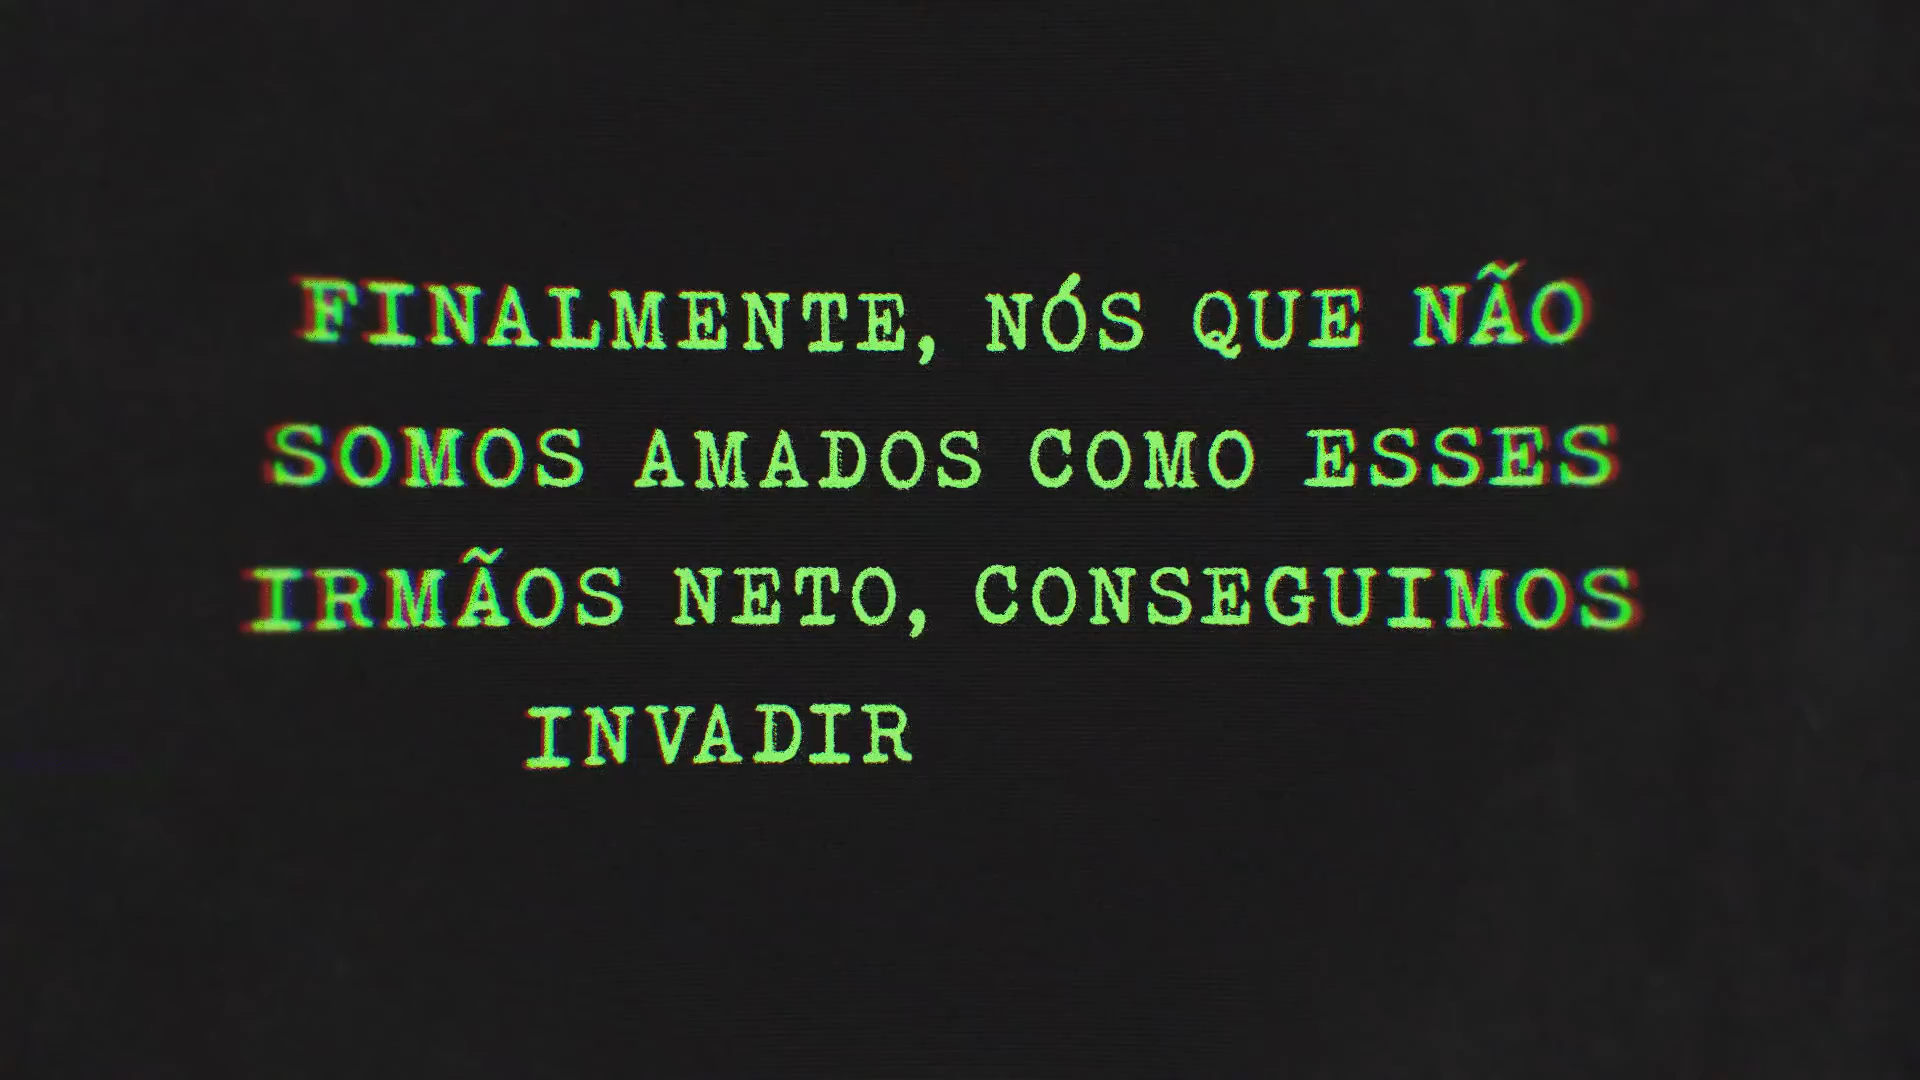 FINALMENTE, NÓS QUE NÃO
SOMOS AMADOS COMO ESSES
IRMÃOS NETO, CONSEGUIMOS
INVADIR